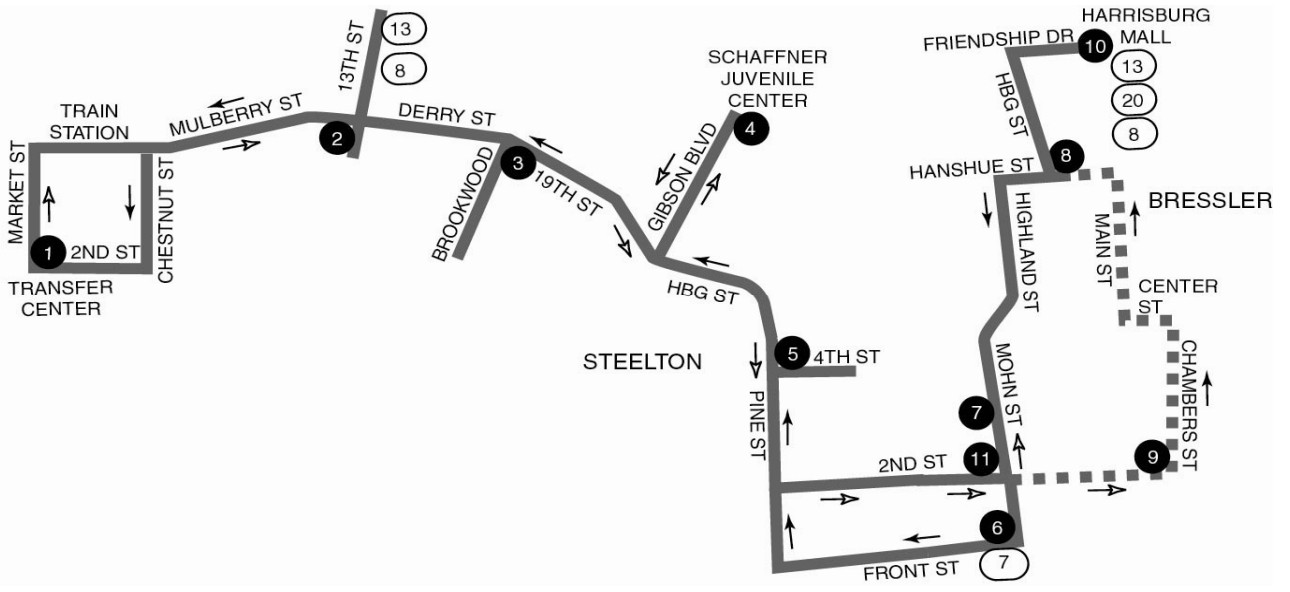 TRAIN
STATION
MARKET ST
CHESTNUT ST
1
2ND ST
TRANSFER
CENTER
MULBERRY ST
13TH ST
13
8
2
DERRY ST
BROOKWOOD
3
19TH ST
SCHAFFNER
JUVENILE
CENTER
4
GIBSON BLVD
HBG ST
STEELTON
5
4TH ST
PINE ST
2ND ST
11
7
MOHN ST
6
7
FRONT ST
HIGHLAND ST
HANSHUE ST
8
HBG ST
FRIENDSHIP DR
10
HARRISBURG
MALL
13
20
8
BRESSLER
MAIN ST
CENTER
ST
CHAMBERS ST
9